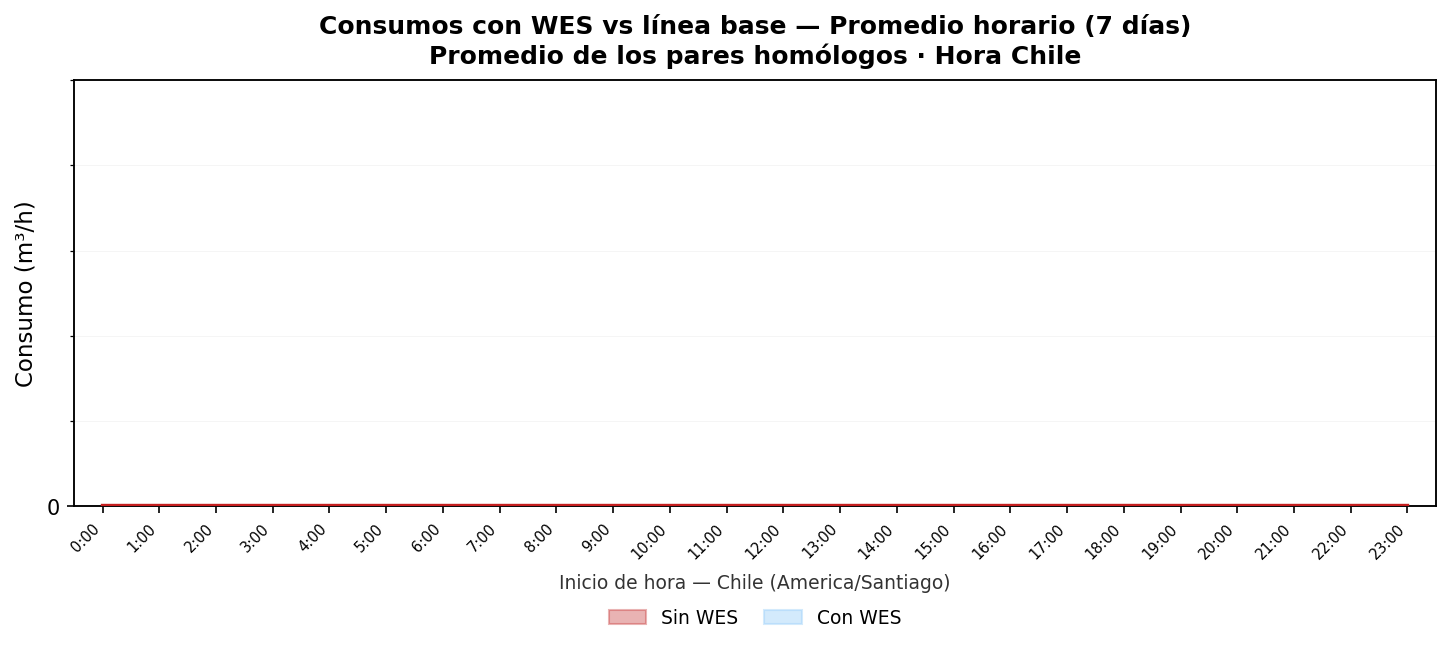 Consumos con WES vs línea base — Promedio horario (7 días)
Promedio de los pares homólogos · Hora Chile
Consumo (m³/h)
0
0:00 1:00 2:00 3:00 4:00 5:00 6:00 7:00 8:00 9:00 10:00 11:00 12:00 13:00 14:00 15:00 16:00 17:00 18:00 19:00 20:00 21:00 22:00 23:00
Inicio de hora — Chile (America/Santiago)
Sin WES Con WES